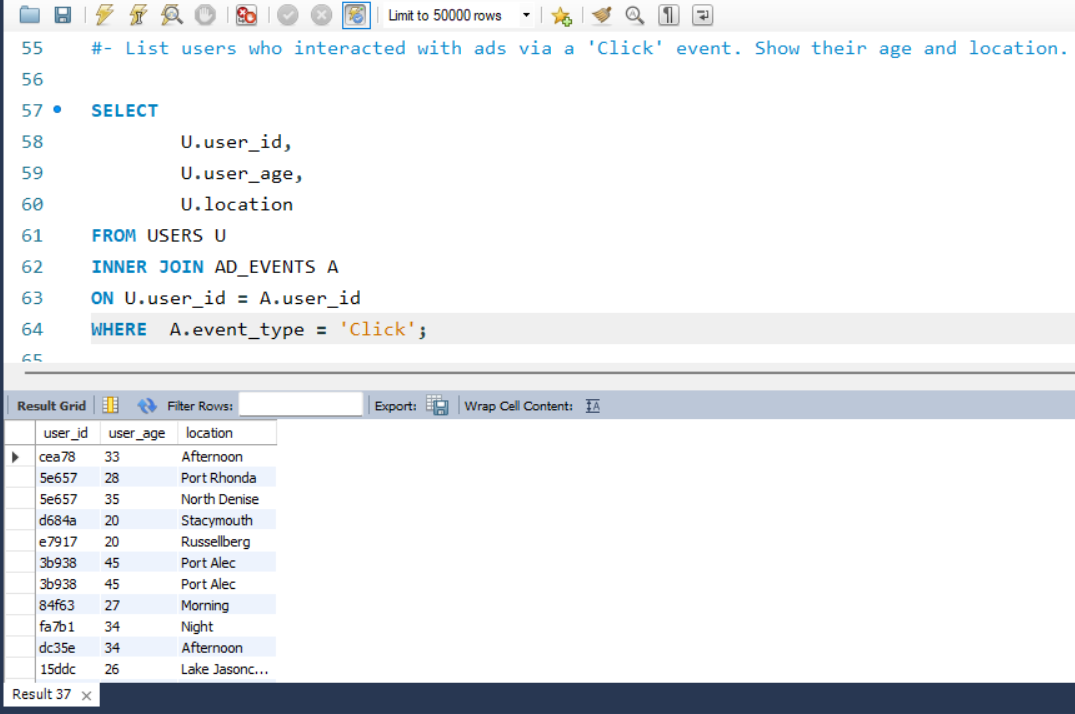 Limit to 50000 rows
55 #- List users who interacted with ads via a 'Click' event. Show their age and location.
56
57 SELECT
58 U.user_id,
59 U.user_age,
60 U.location
61 FROM USERS U
62 INNER JOIN AD_EVENTS A
63 ON U.user_id = A.user_id
64 WHERE  A.event_type = 'Click';
65
Result Grid Filter Rows: Export: Wrap Cell Content: IA
user_id user_age location
cea78 33 Afternoon
5e657 28 Port Rhonda
5e657 35 North Denise
d684a 20 Stacymouth
e7917 20 Russellberg
3b938 45 Port Alec
3b938 45 Port Alec
84f63 27 Morning
fa7b1 34 Night
dc35e 34 Afternoon
15ddc 26 Lake Jasonc...
Result 37